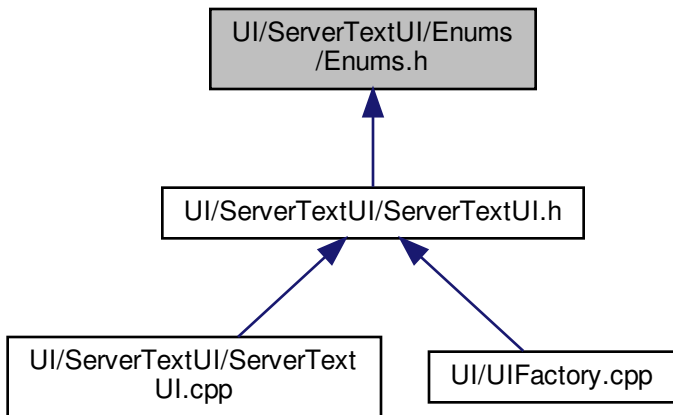 UI/ServerTextUI/Enums
/Enums.h
UI/ServerTextUI/ServerTextUI.h
UI/ServerTextUI/ServerText
UI.cpp
UI/UIFactory.cpp